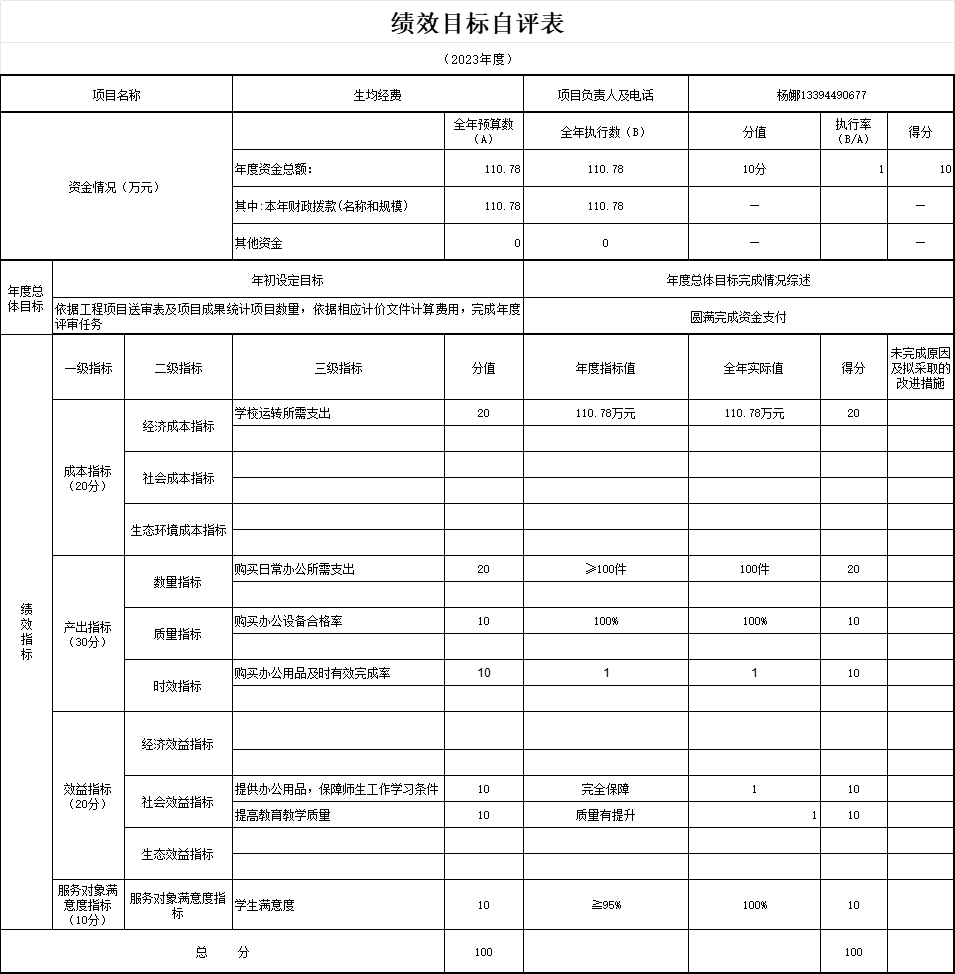 绩效目标自评表
（2023年度）
项目名称 生均经费 项目负责人及电话 杨娜13394490677
资金情况（万元） 全年预算数（A） 全年执行数（B） 分值 执行率（B/A） 得分
年度资金总额： 110.78 110.78 10分 1 10
其中:本年财政拨款(名称和规模) 110.78 110.78 — —
其他资金 0 0 — —
年度总体目标 年初设定目标 年度总体目标完成情况综述
依据工程项目送审表及项目成果统计项目数量，依据相应计价文件计算费用，完成年度评审任务 圆满完成资金支付
绩效指标 一级指标 二级指标 三级指标 分值 年度指标值 全年实际值 得分 未完成原因及拟采取的改进措施
成本指标（20分） 经济成本指标 学校运转所需支出 20 110.78万元 110.78万元 20
社会成本指标
生态环境成本指标
产出指标（30分） 数量指标 购买日常办公所需支出 20 ≥100件 100件 20
质量指标 购买办公设备合格率 10 100% 100% 10
时效指标 购买办公用品及时有效完成率 10 1 1 10
效益指标（20分） 经济效益指标
社会效益指标 提供办公用品，保障师生工作学习条件 10 完全保障 1 10
提高教育教学质量 10 质量有提升 1 10
生态效益指标
服务对象满意度指标（10分） 服务对象满意度指标 学生满意度 10 ≧95% 100% 10
总 分 100 100